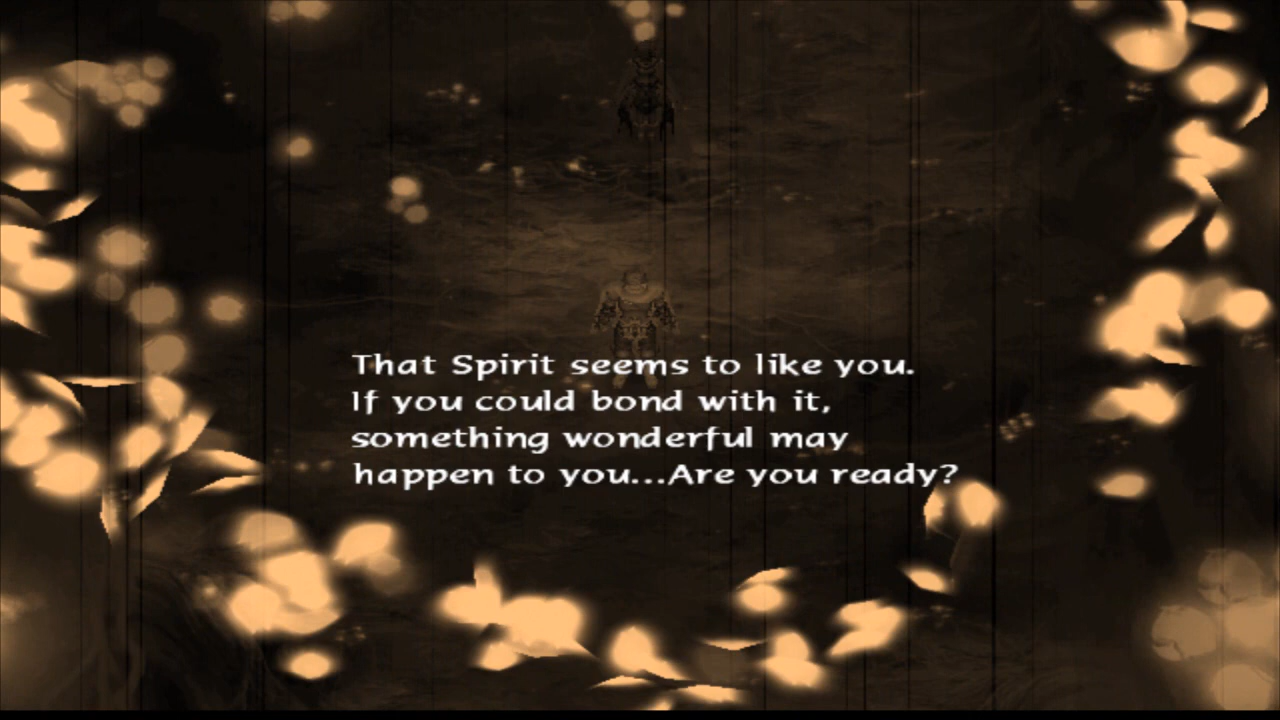 That Spirit seems to like you.
If you could bond with it,
something wonderful may
happen to you...Are you ready?